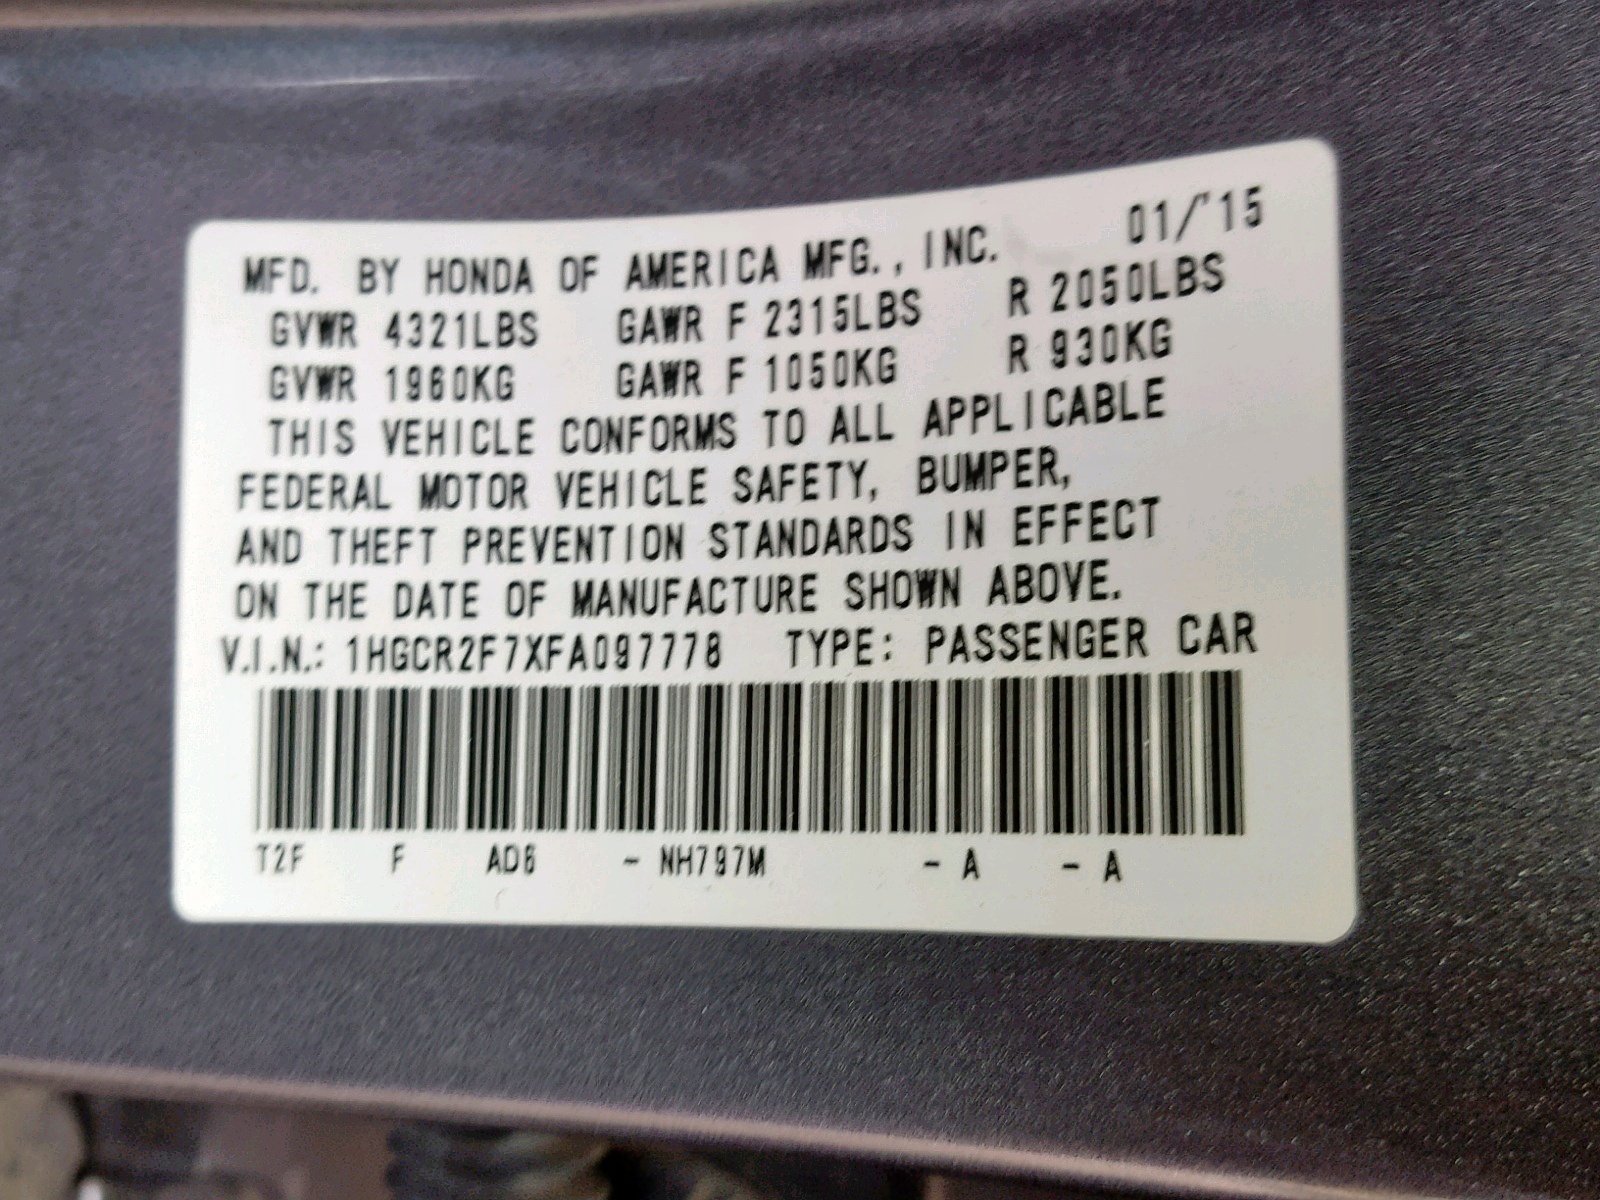 MFD. BY HONDA OF AMERICA MFG., INC. 01/'15
GVWR 4321LBS GAWR F 2315LBS R 2050LBS
GVWR 1960KG GAWR F 1050KG R 930KG
THIS VEHICLE CONFORMS TO ALL APPLICABLE
FEDERAL MOTOR VEHICLE SAFETY, BUMPER,
AND THEFT PREVENTION STANDARDS IN EFFECT
ON THE DATE OF MANUFACTURE SHOWN ABOVE.
V.I.N.: 1HGCR2F7XFA097778 TYPE: PASSENGER CAR
T2F F AD6 - NH797M - A - A